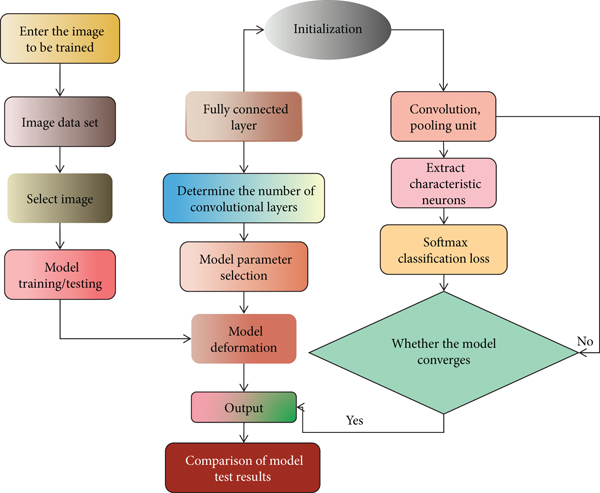 Enter the image
to be trained
Image data set
Select image
Model
training/testing
Initialization
Fully connected
layer
Determine the number of
convolutional layers
Model parameter
selection
Model
deformation
Output
Comparison of model
test results
Convolution,
pooling unit
Extract
characteristic
neurons
Softmax
classification loss
Whether the model
converges
No
Yes